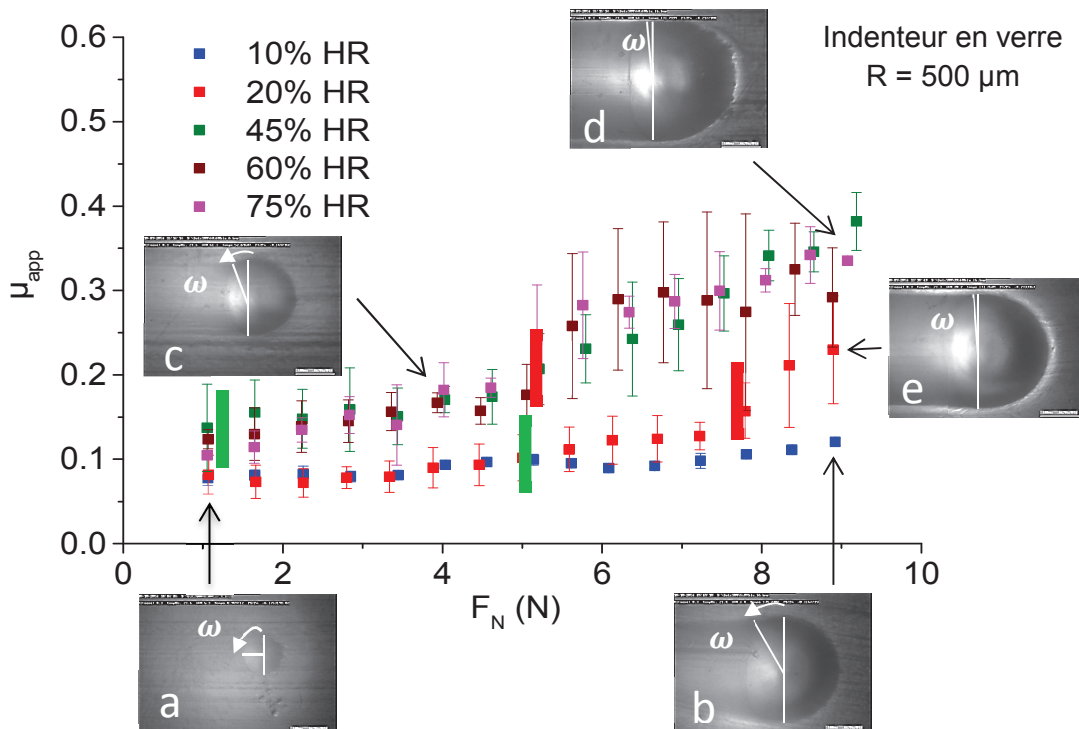 0.6
0.5
0.4
0.3
0.2
0.1
0.0
μapp
10% HR
20% HR
45% HR
60% HR
75% HR
Indenteur en verre
R = 500 µm
ω
d
ω
c
ω
e
0
2
4
6
8
10
FN (N)
ω
a
ω
b